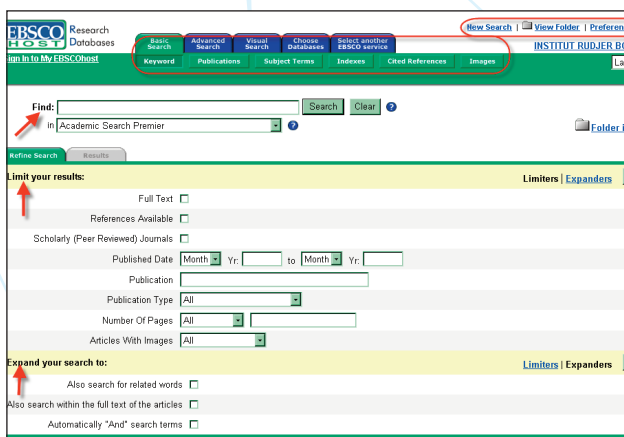 New Search | View Folder | Preferen
EBSCO HOST Research Databases
Basic Search Advanced Search Visual Search Choose Databases Select another EBSCO service
INSTITUT RUDJER BO
Sign In to My EBSCOhost
Keyword Publications Subject Terms Indexes Cited References Images
La
Find: Search Clear ?
in Academic Search Premier ?
Folder i
Refine Search Results
Limit your results: Limiters | Expanders
Full Text
References Available
Scholarly (Peer Reviewed) Journals
Published Date Month Yr: to Month Yr:
Publication
Publication Type All
Number Of Pages All
Articles With Images All
Expand your search to: Limiters | Expanders
Also search for related words
Also search within the full text of the articles
Automatically "And" search terms